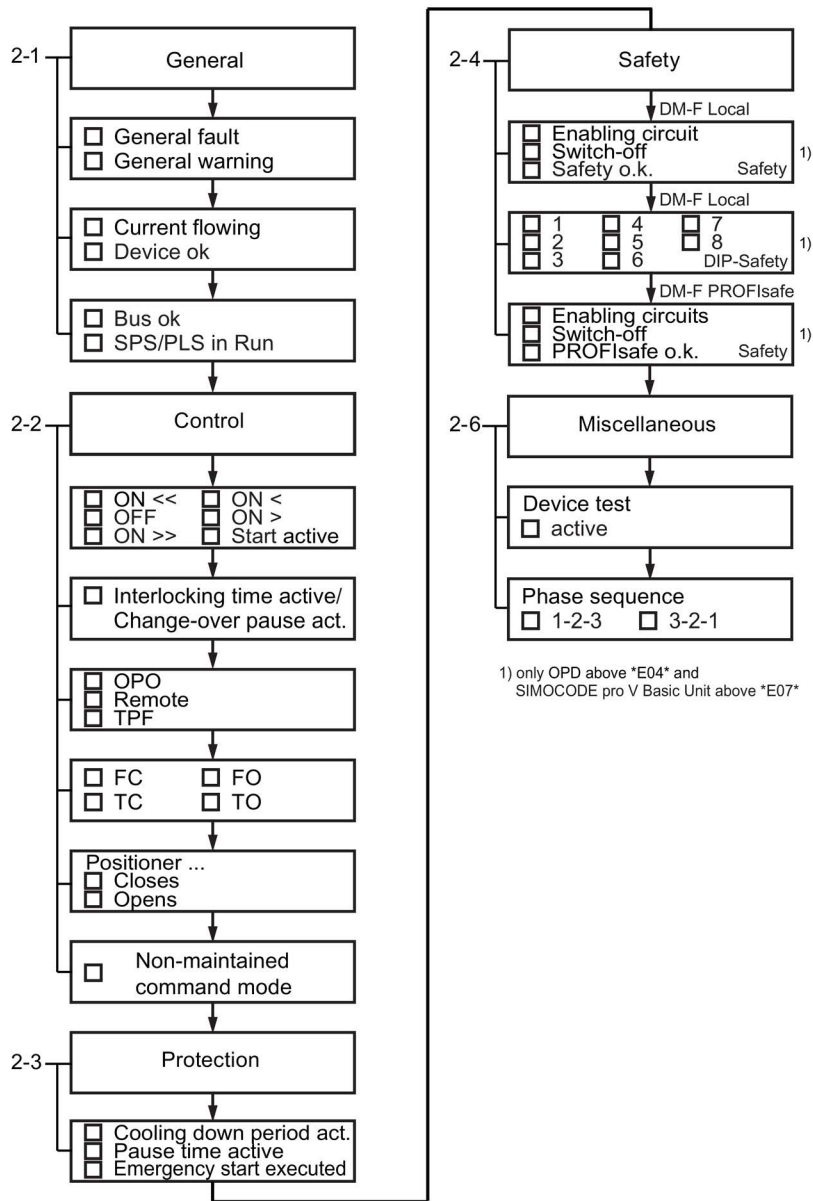 2-1
General
General fault
General warning
Current flowing
Device ok
Bus ok
SPS/PLS in Run
2-2
Control
ON << ON <
OFF ON >
ON >> Start active
Interlocking time active/
Change-over pause act.
OPO
Remote
TPF
FC FO
TC TO
Positioner ...
Closes
Opens
Non-maintained
command mode
2-3
Protection
Cooling down period act.
Pause time active
Emergency start executed
2-4
Safety
DM-F Local
Enabling circuit
Switch-off 1)
Safety o.k. Safety
DM-F Local
1 4 7
2 5 8 1)
3 6 DIP-Safety
DM-F PROFIsafe
Enabling circuits
Switch-off 1)
PROFIsafe o.k. Safety
2-6
Miscellaneous
Device test
active
Phase sequence
1-2-3 3-2-1
1) only OPD above *E04* and
SIMOCODE pro V Basic Unit above *E07*